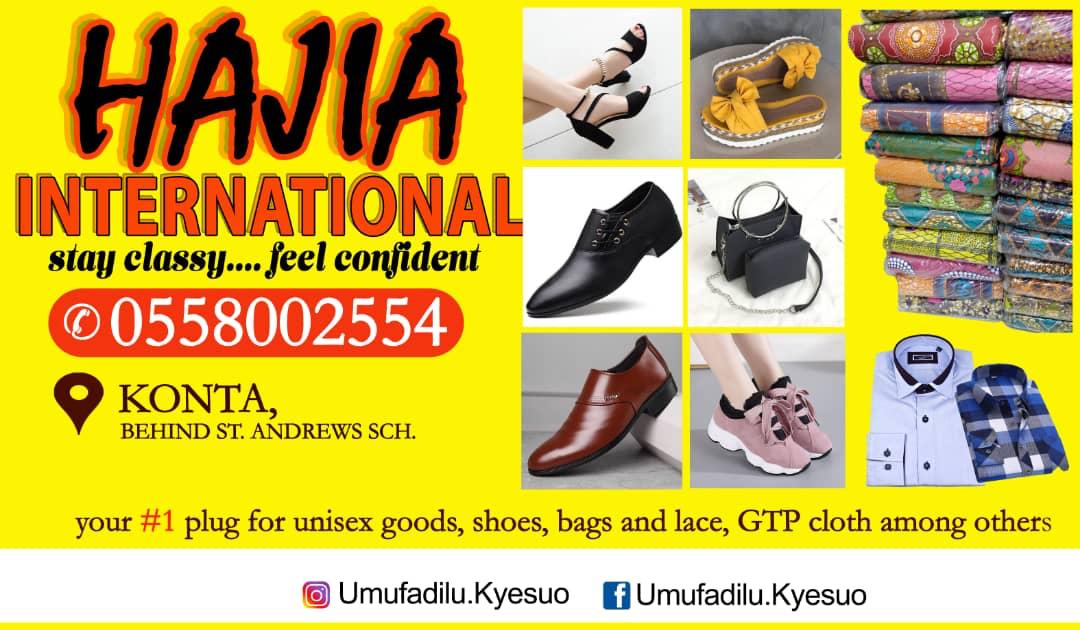 HAJIA
INTERNATIONAL
stay classy.... feel confident
0558002554
KONTA,
BEHIND ST. ANDREWS SCH.
your #1 plug for unisex goods, shoes, bags and lace, GTP cloth among others
Umufadilu.Kyesuo
Umufadilu.Kyesuo